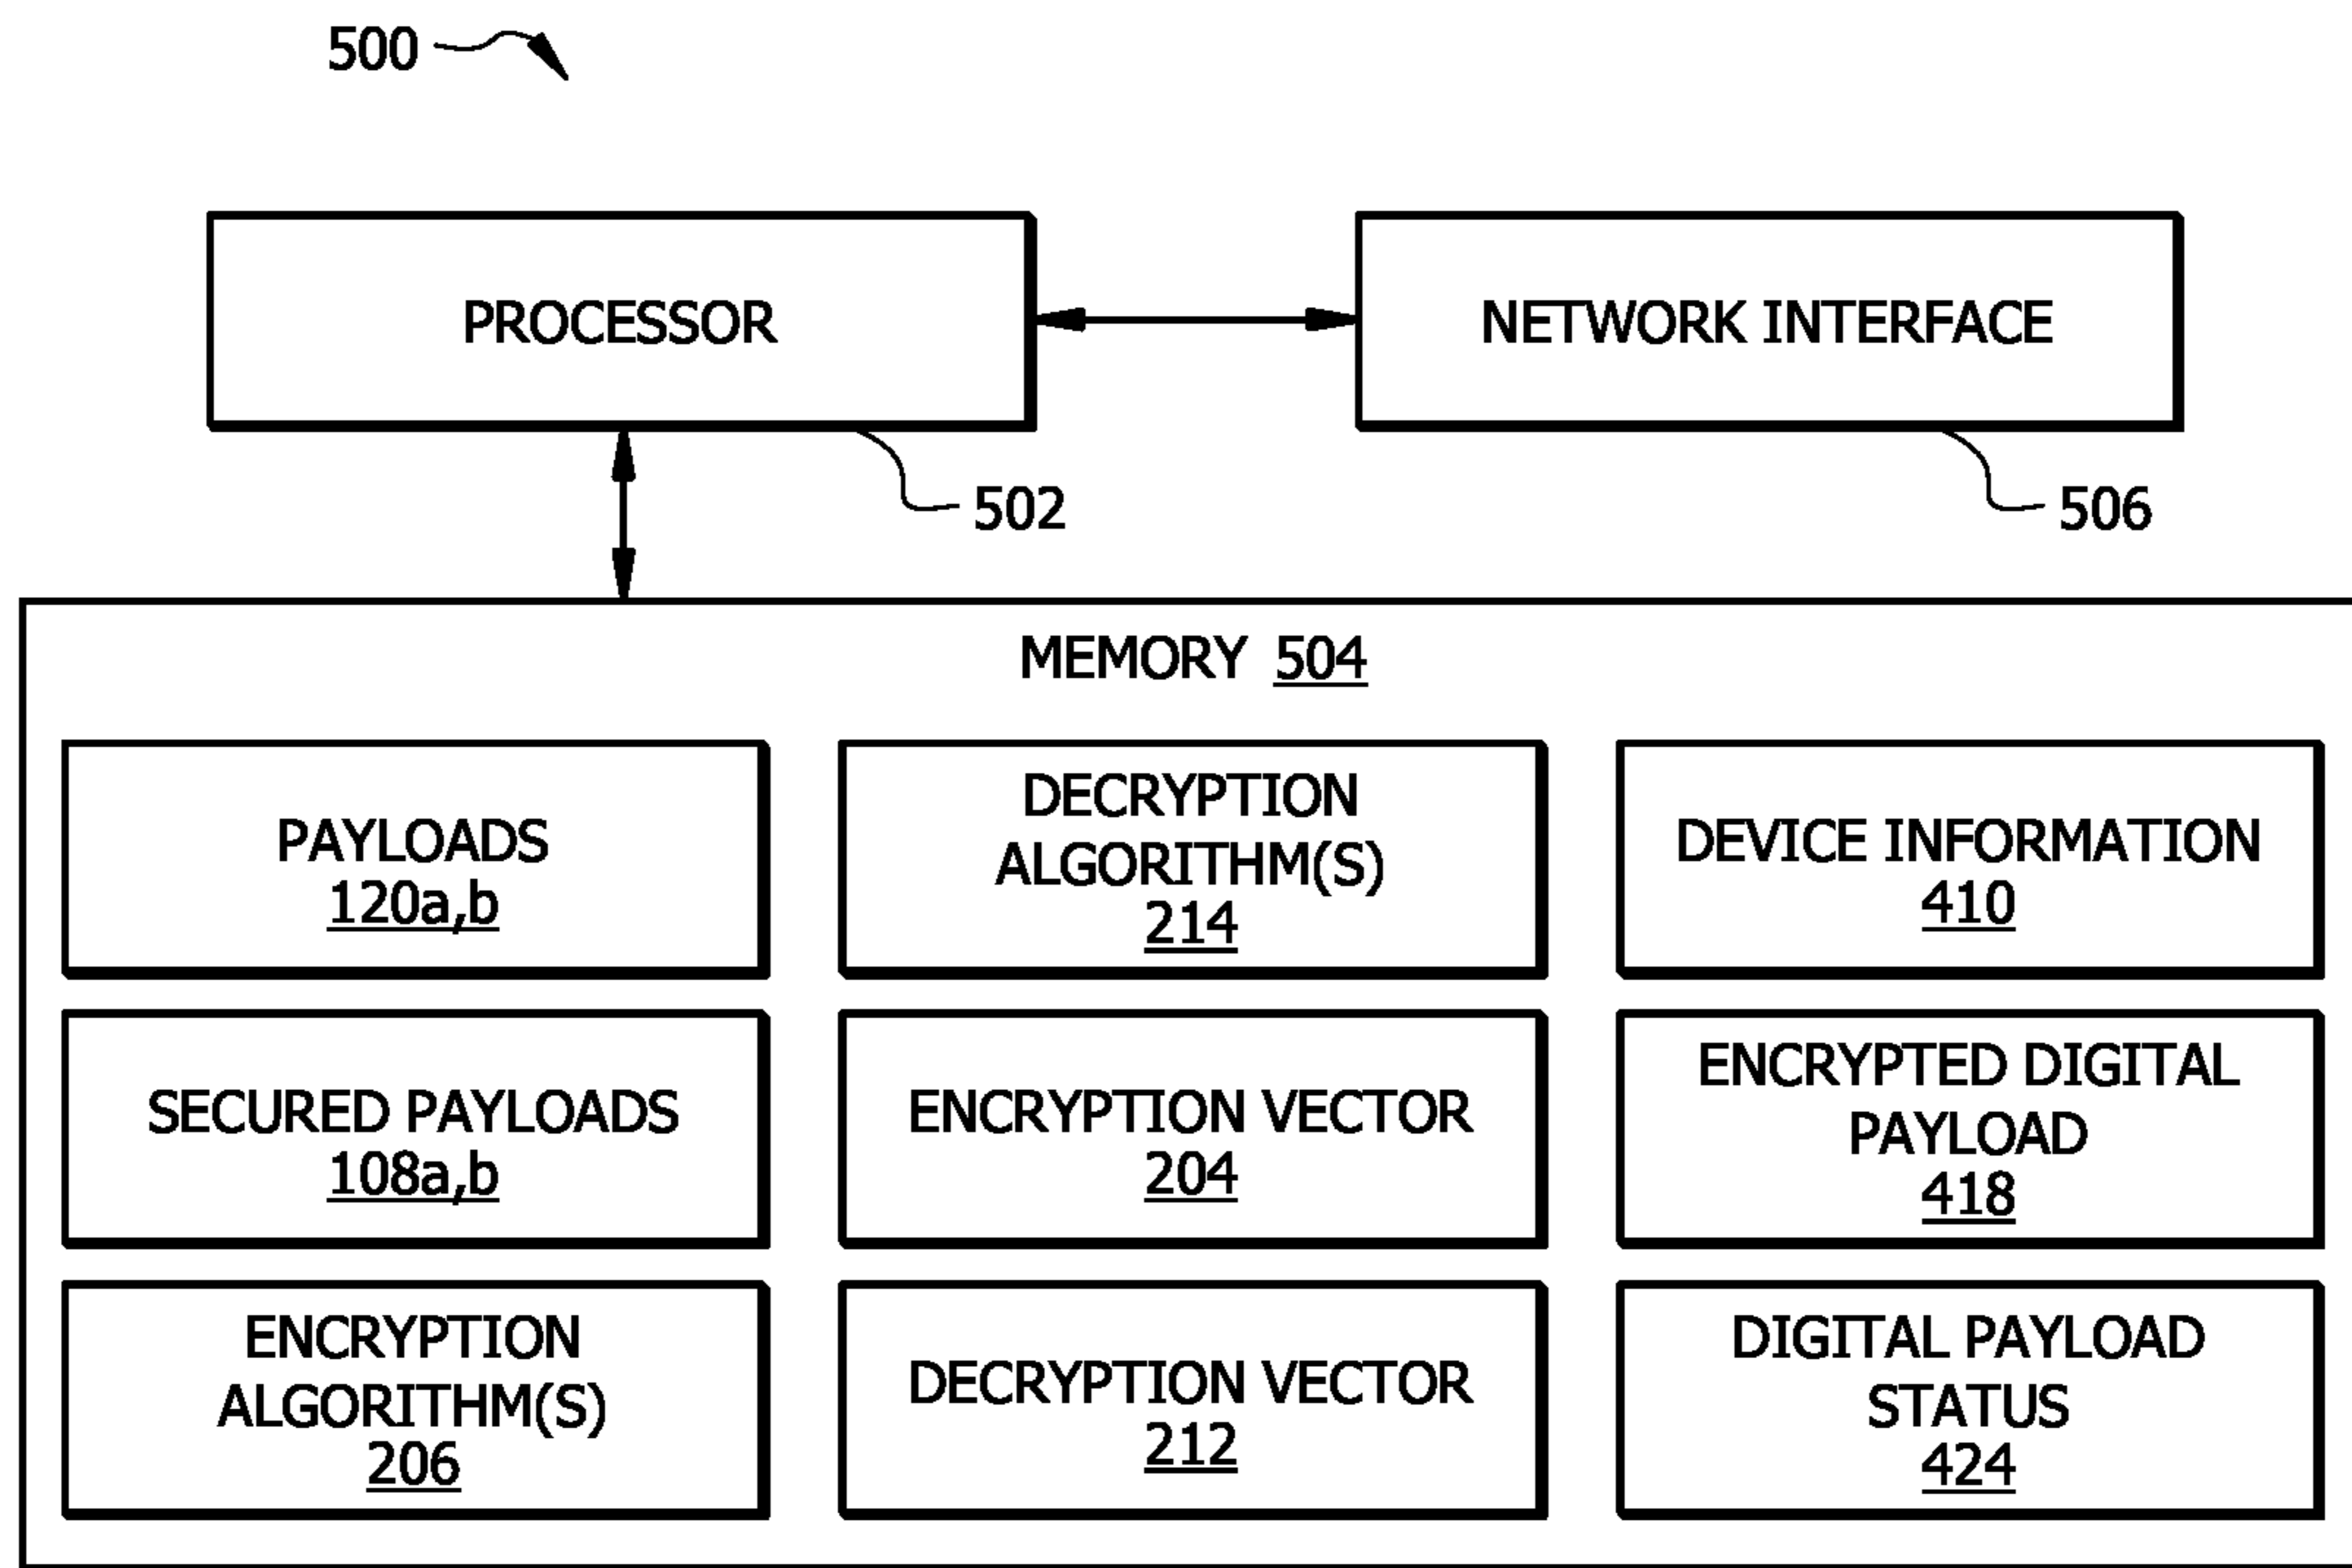 500
PROCESSOR
NETWORK INTERFACE
502
506
MEMORY 504
PAYLOADS
120a,b
DECRYPTION
ALGORITHM(S)
214
DEVICE INFORMATION
410
SECURED PAYLOADS
108a,b
ENCRYPTION VECTOR
204
ENCRYPTED DIGITAL
PAYLOAD
418
ENCRYPTION
ALGORITHM(S)
206
DECRYPTION VECTOR
212
DIGITAL PAYLOAD
STATUS
424